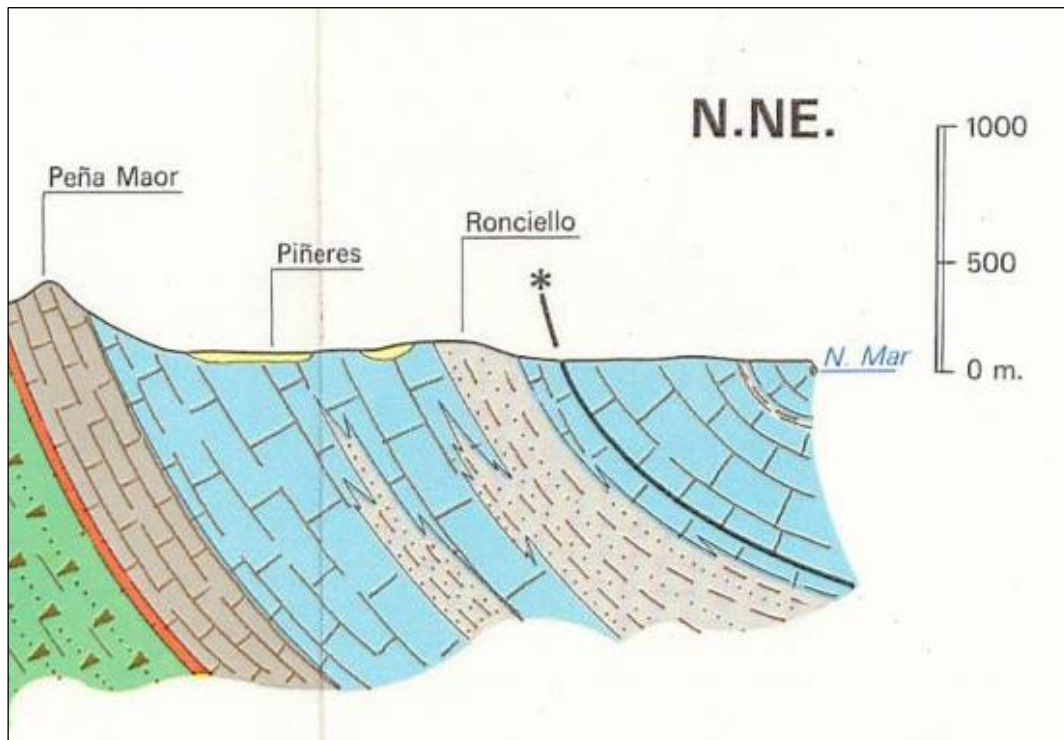 N.NE.
1000
Peña Maor
Ronciello
Piñeres
500
*
N. Mar
0 m.